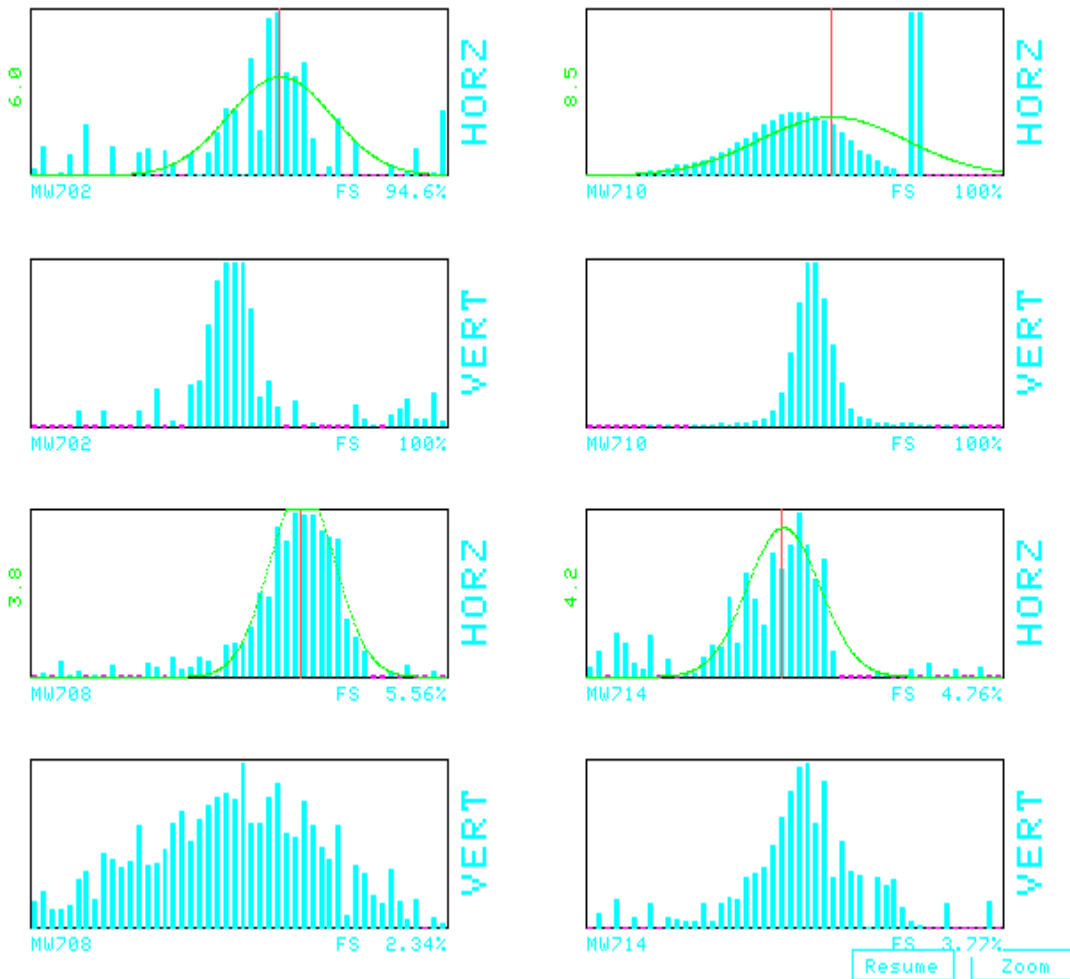 6.0 HORZ 8.5 HORZ
MW702 FS 94.6% MW710 FS 100%
VERT VERT
MW702 FS 100% MW710 FS 100%
3.8 HORZ 4.2 HORZ
MW708 FS 5.56% MW714 FS 4.76%
VERT VERT
MW708 FS 2.34% MW714 FS 3.77%
Resume Zoom